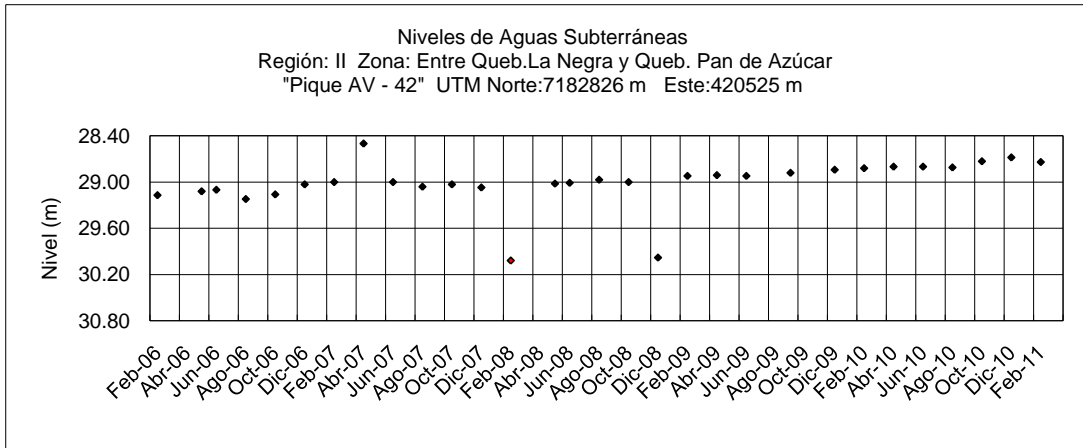 Niveles de Aguas Subterráneas
Región: II  Zona: Entre Queb.La Negra y Queb. Pan de Azúcar
"Pique AV - 42"  UTM Norte:7182826 m   Este:420525 m
Nivel (m)
28.40
29.00
29.60
30.20
30.80
Feb-06
Abr-06
Jun-06
Ago-06
Oct-06
Dic-06
Feb-07
Abr-07
Jun-07
Ago-07
Oct-07
Dic-07
Feb-08
Abr-08
Jun-08
Ago-08
Oct-08
Dic-08
Feb-09
Abr-09
Jun-09
Ago-09
Oct-09
Dic-09
Feb-10
Abr-10
Jun-10
Ago-10
Oct-10
Dic-10
Feb-11